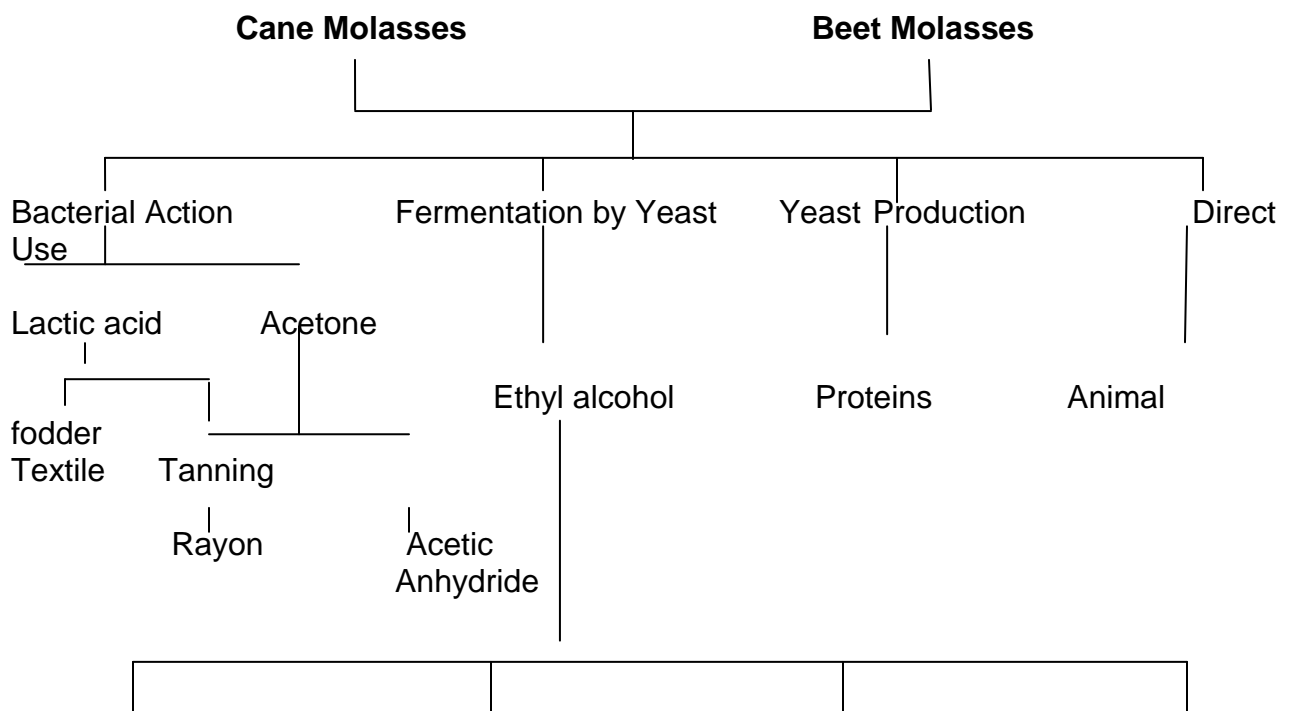 Cane Molasses Beet Molasses
Bacterial Action Fermentation by Yeast Yeast Production Direct
Use
Lactic acid Acetone
Ethyl alcohol Proteins Animal
fodder
Textile Tanning
Rayon Acetic
Anhydride